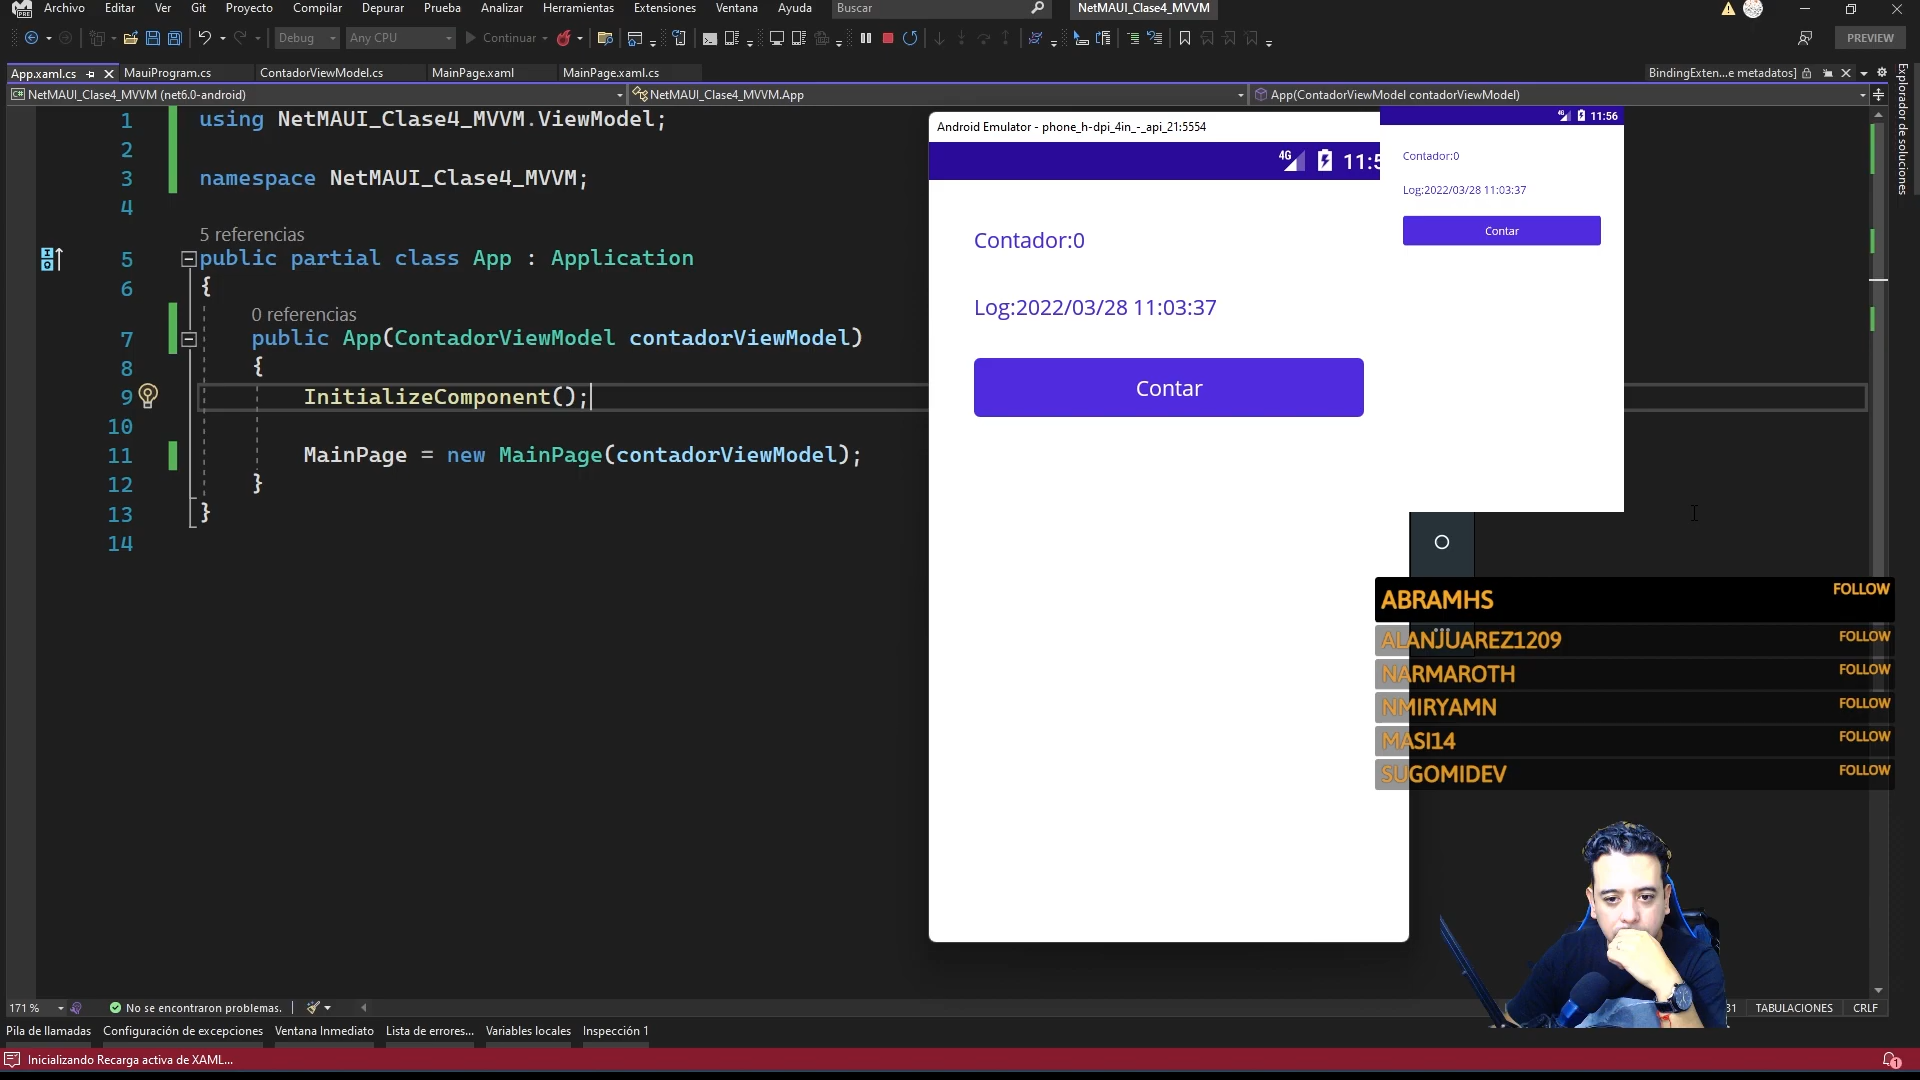 Archivo Editar Ver Git Proyecto Compilar Depurar Prueba Analizar Herramientas Extensiones Ventana Ayuda Buscar NetMAUI_Clase4_MVVM
Debug Any CPU Continuar PREVIEW
App.xaml.cs MauiProgram.cs ContadorViewModel.cs MainPage.xaml MainPage.xaml.cs BindingExten...e metadatos]
NetMAUI_Clase4_MVVM (net6.0-android) NetMAUI_Clase4_MVVM.App App(ContadorViewModel contadorViewModel)
Explorador de soluciones
1 using NetMAUI_Clase4_MVVM.ViewModel;
2
3 namespace NetMAUI_Clase4_MVVM;
4
5 referencias
5 public partial class App : Application
6 {
0 referencias
7 public App(ContadorViewModel contadorViewModel)
8 {
9 InitializeComponent();
10
11 MainPage = new MainPage(contadorViewModel);
12 }
13 }
14
Android Emulator - phone_h-dpi_4in_-_api_21:5554
4G
Contador:0
Log:2022/03/28 11:03:37
Contar
11:56
Contador:0
Log:2022/03/28 11:03:37
Contar
ABRAMHS FOLLOW
ALANJUAREZ1209 FOLLOW
NARMAROTH FOLLOW
NMIRYAMN FOLLOW
MASI14 FOLLOW
SUGOMIDEV FOLLOW
171 % No se encontraron problemas. TABULACIONES CRLF
Pila de llamadas Configuración de excepciones Ventana Inmediato Lista de errores... Variables locales Inspección 1
Inicializando Recarga activa de XAML...